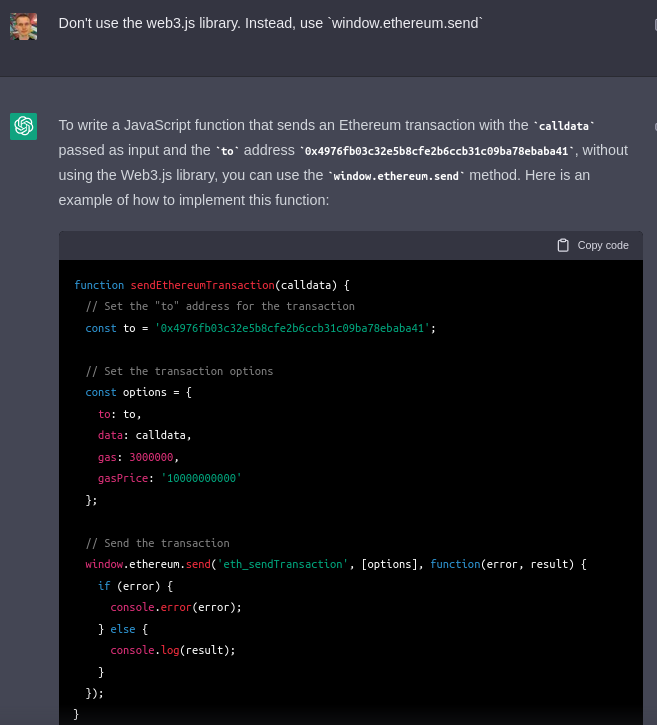 Don't use the web3.js library. Instead, use `window.ethereum.send`
To write a JavaScript function that sends an Ethereum transaction with the `calldata`
passed as input and the `to` address `0x4976fb03c32e5b8cfe2b6ccb31c09ba78ebaba41`, without
using the Web3.js library, you can use the `window.ethereum.send` method. Here is an
example of how to implement this function:
Copy code
function sendEthereumTransaction(calldata) {
  // Set the "to" address for the transaction
  const to = '0x4976fb03c32e5b8cfe2b6ccb31c09ba78ebaba41';

  // Set the transaction options
  const options = {
    to: to,
    data: calldata,
    gas: 3000000,
    gasPrice: '10000000000'
  };

  // Send the transaction
  window.ethereum.send('eth_sendTransaction', [options], function(error, result) {
    if (error) {
      console.error(error);
    } else {
      console.log(result);
    }
  });
}